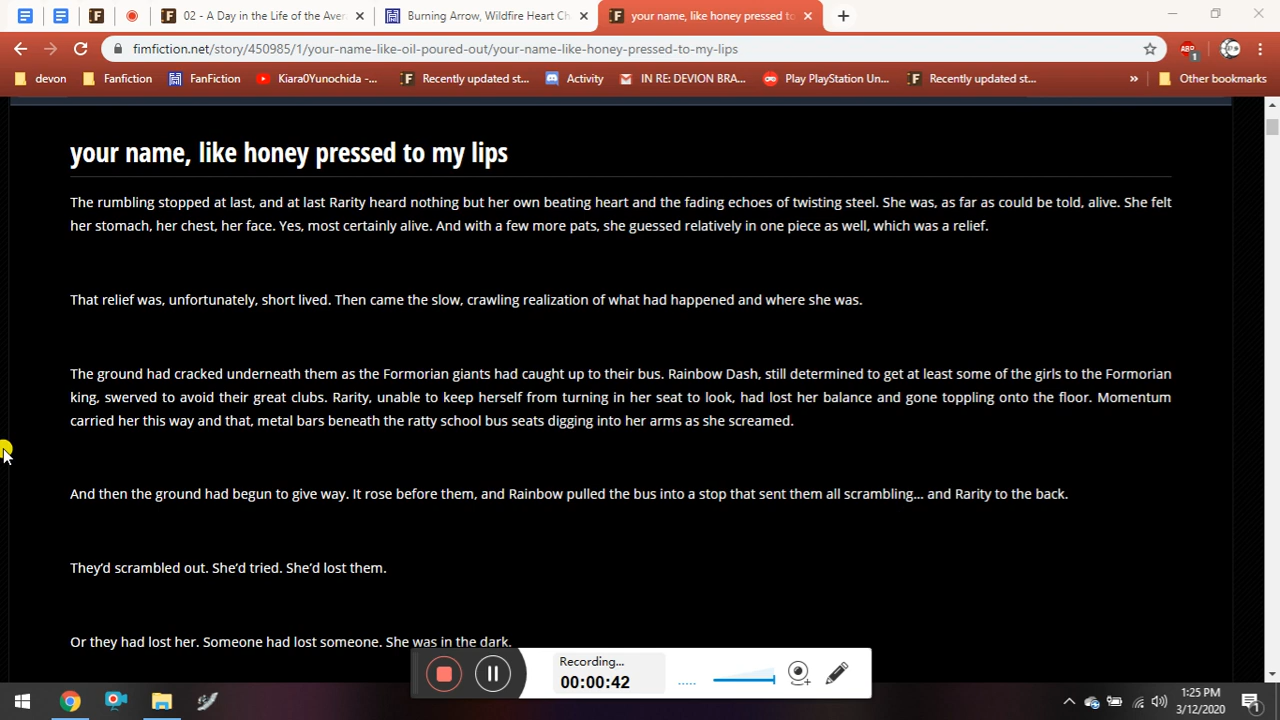 02 - A Day in the Life of the Aven
Burning Arrow, Wildfire Heart Ch
your name, like honey pressed to
fimfiction.net/story/450985/1/your-name-like-oil-poured-out/your-name-like-honey-pressed-to-my-lips
devon
Fanfiction
FanFiction
Kiara0Yunochida -...
Recently updated st...
Activity
IN RE: DEVION BRA...
Play PlayStation Un...
Recently updated st...
»
Other bookmarks
your name, like honey pressed to my lips
The rumbling stopped at last, and at last Rarity heard nothing but her own beating heart and the fading echoes of twisting steel. She was, as far as could be told, alive. She felt
her stomach, her chest, her face. Yes, most certainly alive. And with a few more pats, she guessed relatively in one piece as well, which was a relief.
That relief was, unfortunately, short lived. Then came the slow, crawling realization of what had happened and where she was.
The ground had cracked underneath them as the Formorian giants had caught up to their bus. Rainbow Dash, still determined to get at least some of the girls to the Formorian
king, swerved to avoid their great clubs. Rarity, unable to keep herself from turning in her seat to look, had lost her balance and gone toppling onto the floor. Momentum
carried her this way and that, metal bars beneath the ratty school bus seats digging into her arms as she screamed.
And then the ground had begun to give way. It rose before them, and Rainbow pulled the bus into a stop that sent them all scrambling... and Rarity to the back.
They'd scrambled out. She'd tried. She'd lost them.
Or they had lost her. Someone had lost someone. She was in the dark.
Recording...
00:00:42
1:25 PM
3/12/2020